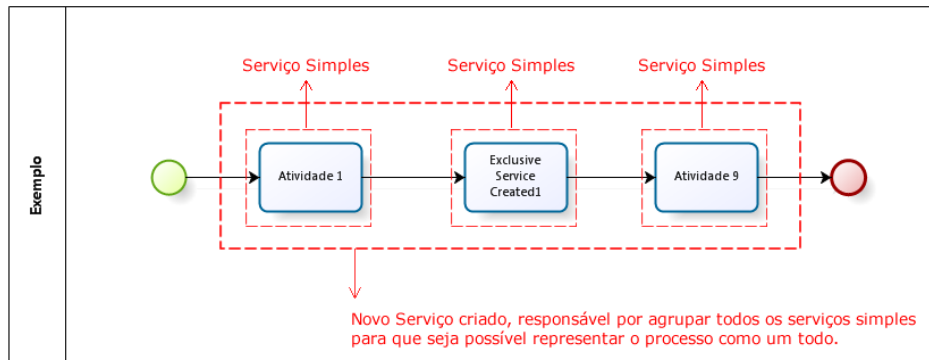 Serviço Simples
Serviço Simples
Serviço Simples
Exemplo
Atividade 1
Exclusive
Service
Created1
Atividade 9
Novo Serviço criado, responsável por agrupar todos os serviços simples
para que seja possível representar o processo como um todo.